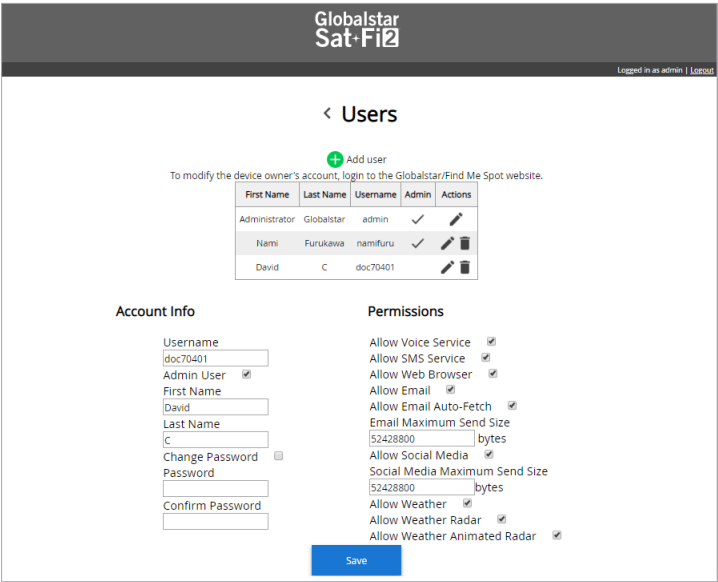 Globalstar
Sat-Fi2
Logged in as admin | Logout
< Users
Add user
To modify the device owner's account, login to the Globalstar/Find Me Spot website.
First Name Last Name Username Admin Actions
Administrator Globalstar admin
Nami Furukawa namifuru
David C doc70401
Account Info
Username
doc70401
Admin User
First Name
David
Last Name
C
Change Password
Password
Confirm Password
Permissions
Allow Voice Service
Allow SMS Service
Allow Web Browser
Allow Email
Allow Email Auto-Fetch
Email Maximum Send Size
52428800 bytes
Allow Social Media
Social Media Maximum Send Size
52428800 bytes
Allow Weather
Allow Weather Radar
Allow Weather Animated Radar
Save